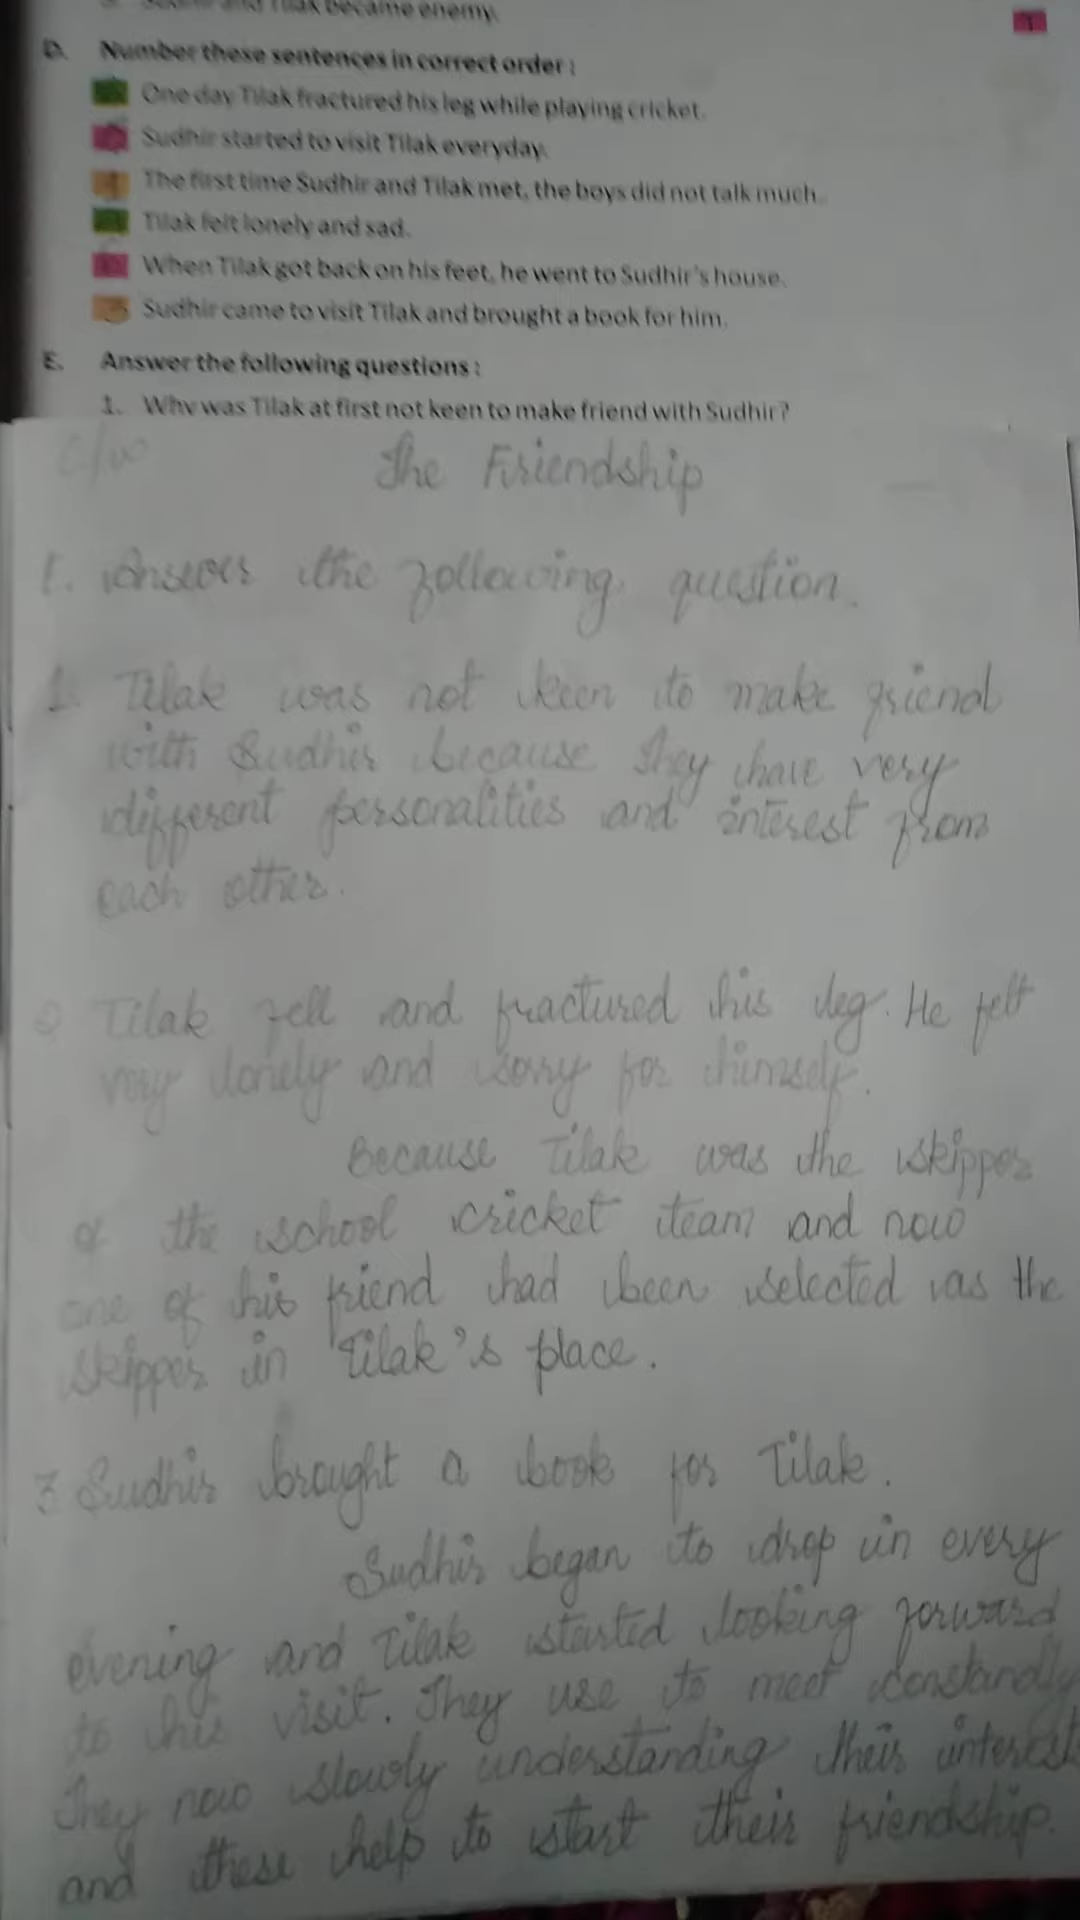 Tilak became enemy.
D. Number these sentences in correct order :
One day Tilak fractured his leg while playing cricket.
Sudhir started to visit Tilak everyday.
The first time Sudhir and Tilak met, the boys did not talk much.
Tilak felt lonely and sad.
When Tilak got back on his feet, he went to Sudhir's house.
Sudhir came to visit Tilak and brought a book for him.
E. Answer the following questions :
1. Why was Tilak at first not keen to make friend with Sudhir?
C/W
The Friendship
Answer the following question.
1. Tilak was not keen to make friend
with Sudhir because they have very
different personalities and interest from
each other.
Tilak fell and fractured his leg. He felt
very lonely and sorry for himself.
Because Tilak was the skipper
of the school cricket team and now
one of his friend had been selected as the
skipper in Tilak's place.
3 Sudhir brought a book for Tilak.
Sudhir began to drop in every
evening and Tilak started looking forward
to his visit. They use to meet constandly
They now slowly understanding their interest
and these help to start their friendship.